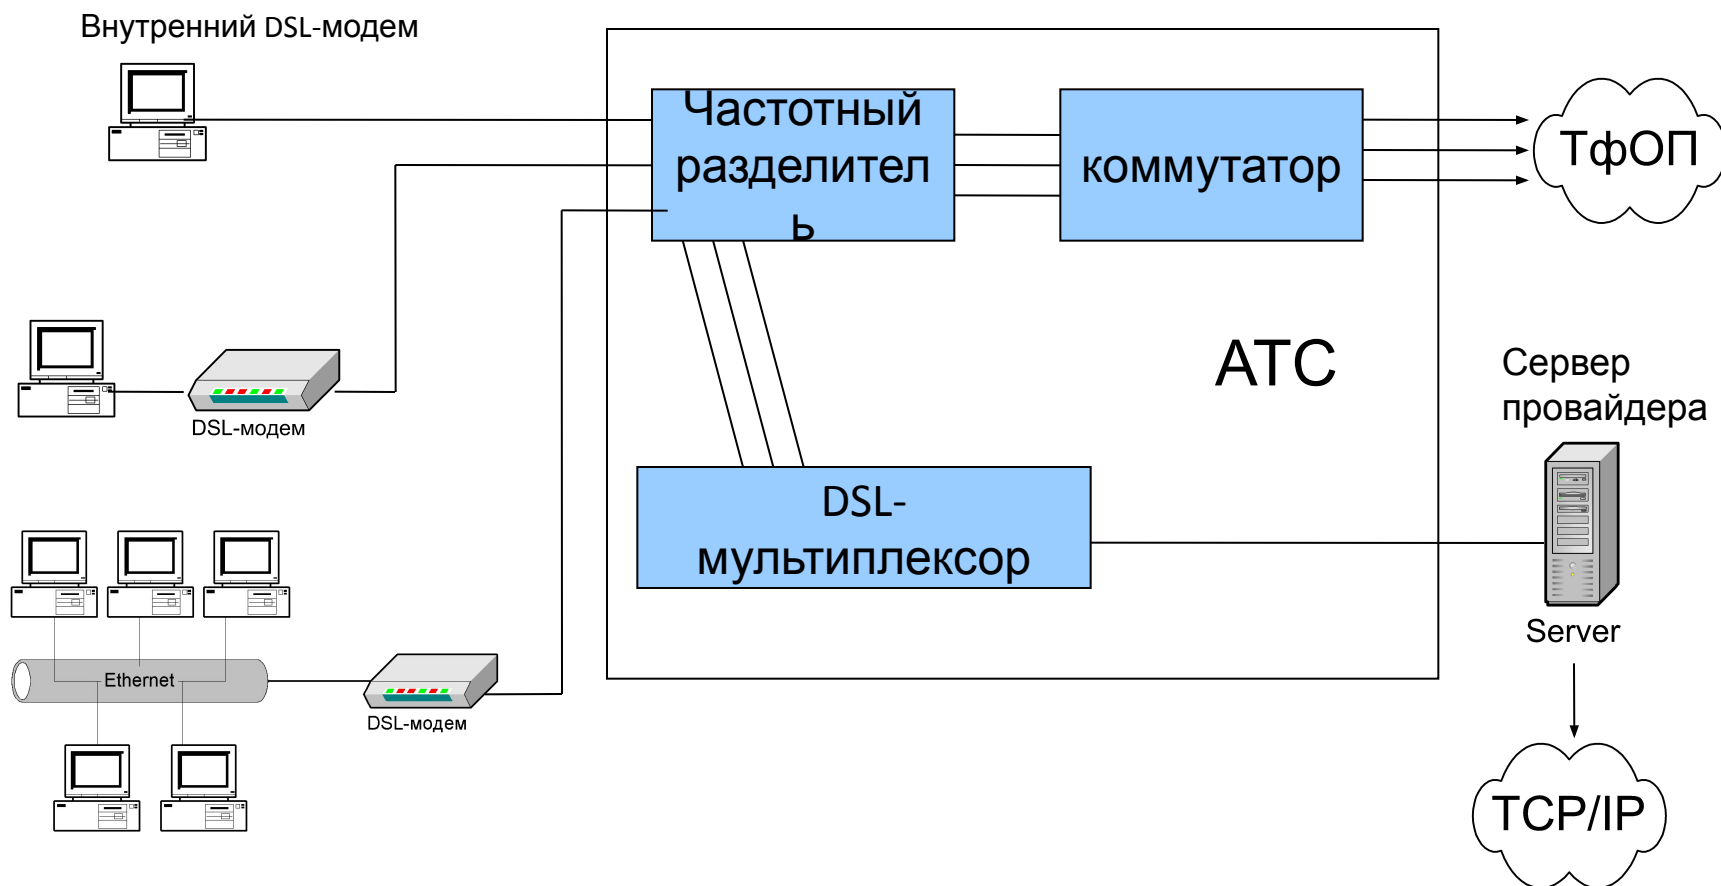 Внутренний DSL-модем
Частотный
разделител
ь
коммутатор
ТфОП
АТС
Сервер
провайдера
DSL-модем
DSL-
мультиплексор
Server
Ethernet
DSL-модем
TCP/IP